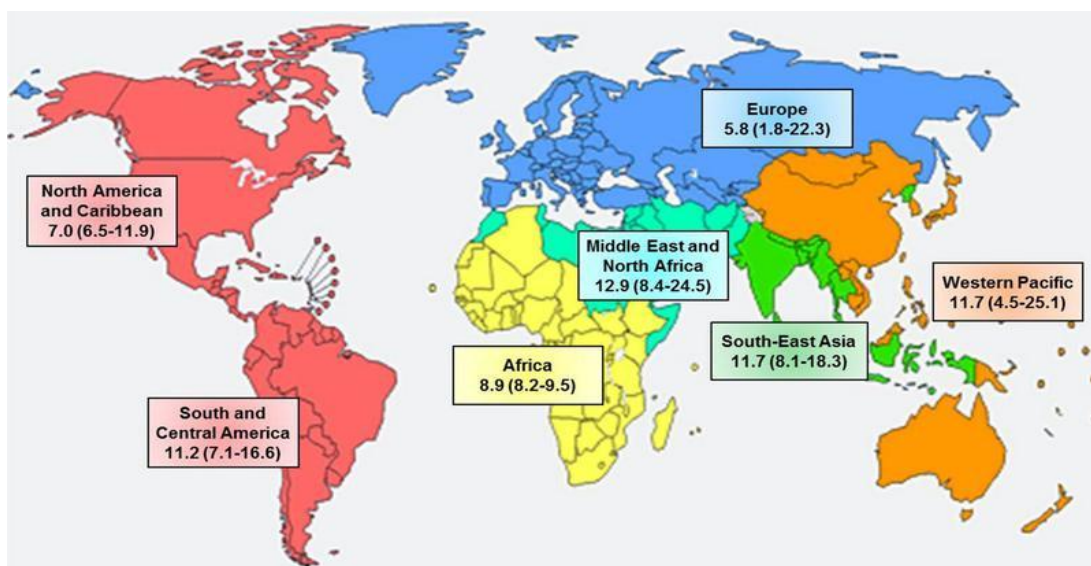 Europe
5.8 (1.8-22.3)
North America
and Caribbean
7.0 (6.5-11.9)
Middle East and
North Africa
12.9 (8.4-24.5)
Western Pacific
11.7 (4.5-25.1)
South-East Asia
11.7 (8.1-18.3)
Africa
8.9 (8.2-9.5)
South and
Central America
11.2 (7.1-16.6)